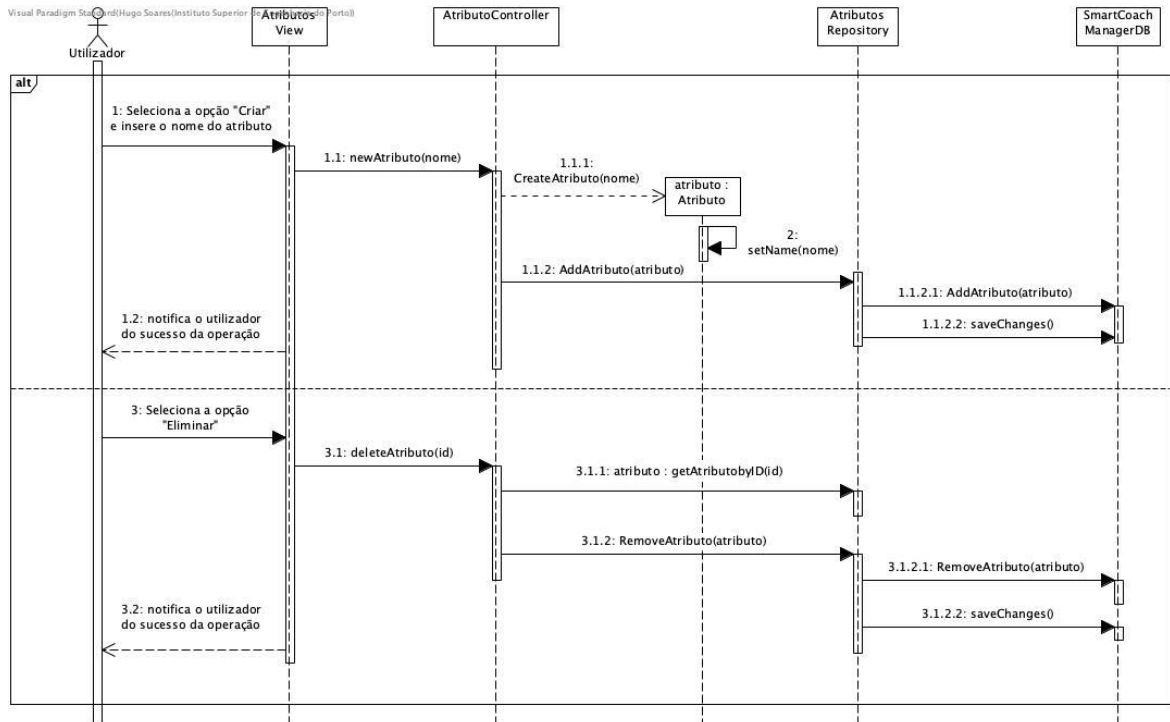 Visual Paradigm Standard(Hugo Soares(Instituto Superior de Engenharia do Porto))
Utilizador
Atributos
View
AtributoController
Atributos
Repository
SmartCoach
ManagerDB
alt
1: Seleciona a opção "Criar"
e insere o nome do atributo
1.1: newAtributo(nome)
1.1.1:
CreateAtributo(nome)
atributo :
Atributo
2:
setName(nome)
1.1.2: AddAtributo(atributo)
1.1.2.1: AddAtributo(atributo)
1.2: notifica o utilizador
do sucesso da operação
1.1.2.2: saveChanges()
3: Seleciona a opção
"Eliminar"
3.1: deleteAtributo(id)
3.1.1: atributo : getAtributobyID(id)
3.1.2: RemoveAtributo(atributo)
3.1.2.1: RemoveAtributo(atributo)
3.2: notifica o utilizador
do sucesso da operação
3.1.2.2: saveChanges()